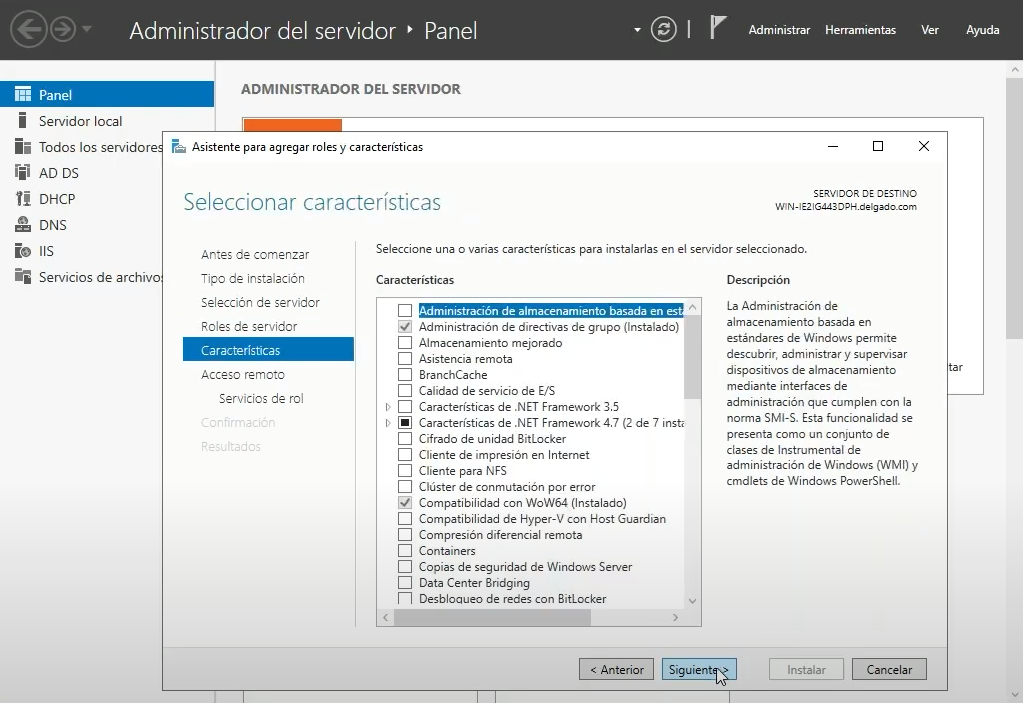 Administrador del servidor
Panel
Administrar
Herramientas
Ver
Ayuda
Panel
Servidor local
Todos los servidores
AD DS
DHCP
DNS
IIS
Servicios de archivos
ADMINISTRADOR DEL SERVIDOR
Asistente para agregar roles y características
Seleccionar características
SERVIDOR DE DESTINO
WIN-IE2IG443DPH.delgado.com
Antes de comenzar
Tipo de instalación
Selección de servidor
Roles de servidor
Características
Acceso remoto
Servicios de rol
Confirmación
Resultados
Seleccione una o varias características para instalarlas en el servidor seleccionado.
Características
Administración de almacenamiento basada en está
Administración de directivas de grupo (Instalado)
Almacenamiento mejorado
Asistencia remota
BranchCache
Calidad de servicio de E/S
Características de .NET Framework 3.5
Características de .NET Framework 4.7 (2 de 7 insta
Cifrado de unidad BitLocker
Cliente de impresión en Internet
Cliente para NFS
Clúster de conmutación por error
Compatibilidad con WoW64 (Instalado)
Compatibilidad de Hyper-V con Host Guardian
Compresión diferencial remota
Containers
Copias de seguridad de Windows Server
Data Center Bridging
Desbloqueo de redes con BitLocker
Descripción
La Administración de
almacenamiento basada en
estándares de Windows permite
descubrir, administrar y supervisar
dispositivos de almacenamiento
mediante interfaces de
administración que cumplen con la
norma SMI-S. Esta funcionalidad se
presenta como un conjunto de
clases de Instrumental de
administración de Windows (WMI) y
cmdlets de Windows PowerShell.
tar
< Anterior
Siguiente >
Instalar
Cancelar